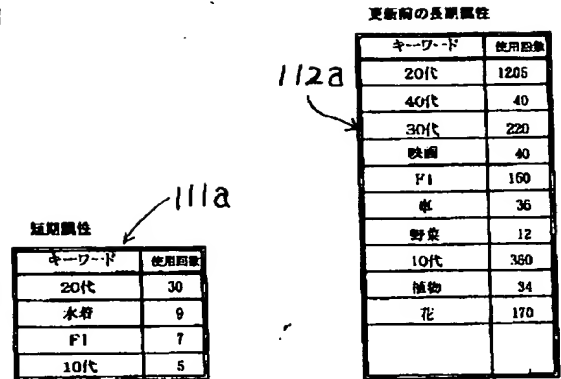 更新前の長期属性
キーワード 使用回数
20代 1205
40代 40
30代 220
映画 40
F1 160
車 36
野菜 12
10代 380
植物 34
花 170
112a
111a
短期属性
キーワード 使用回数
20代 30
水着 9
F1 7
10代 5